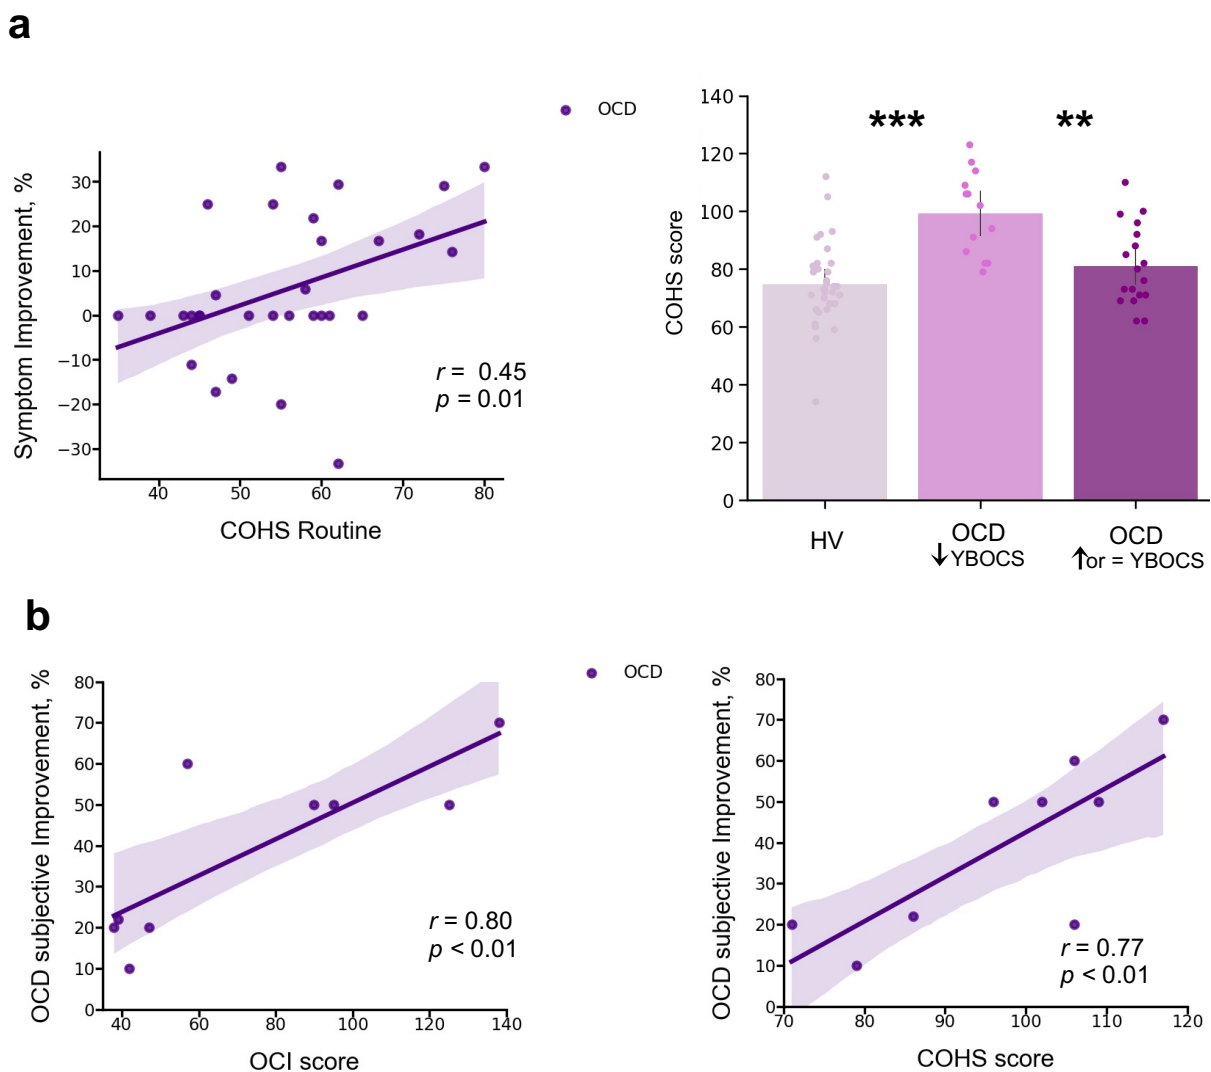 a
OCD
Symptom Improvement, %
30
20
10
0
−10
−20
−30
r = 0.45
p = 0.01
40 50 60 70 80
COHS Routine
COHS score
140
120
100
80
60
40
20
0
*** **
HV
OCD
↓YBOCS
OCD
↑or = YBOCS
b
OCD
OCD subjective Improvement, %
80
70
60
50
40
30
20
10
0
r = 0.80
p < 0.01
40 60 80 100 120 140
OCI score
OCD subjective Improvement, %
80
70
60
50
40
30
20
10
0
r = 0.77
p < 0.01
70 80 90 100 110 120
COHS score